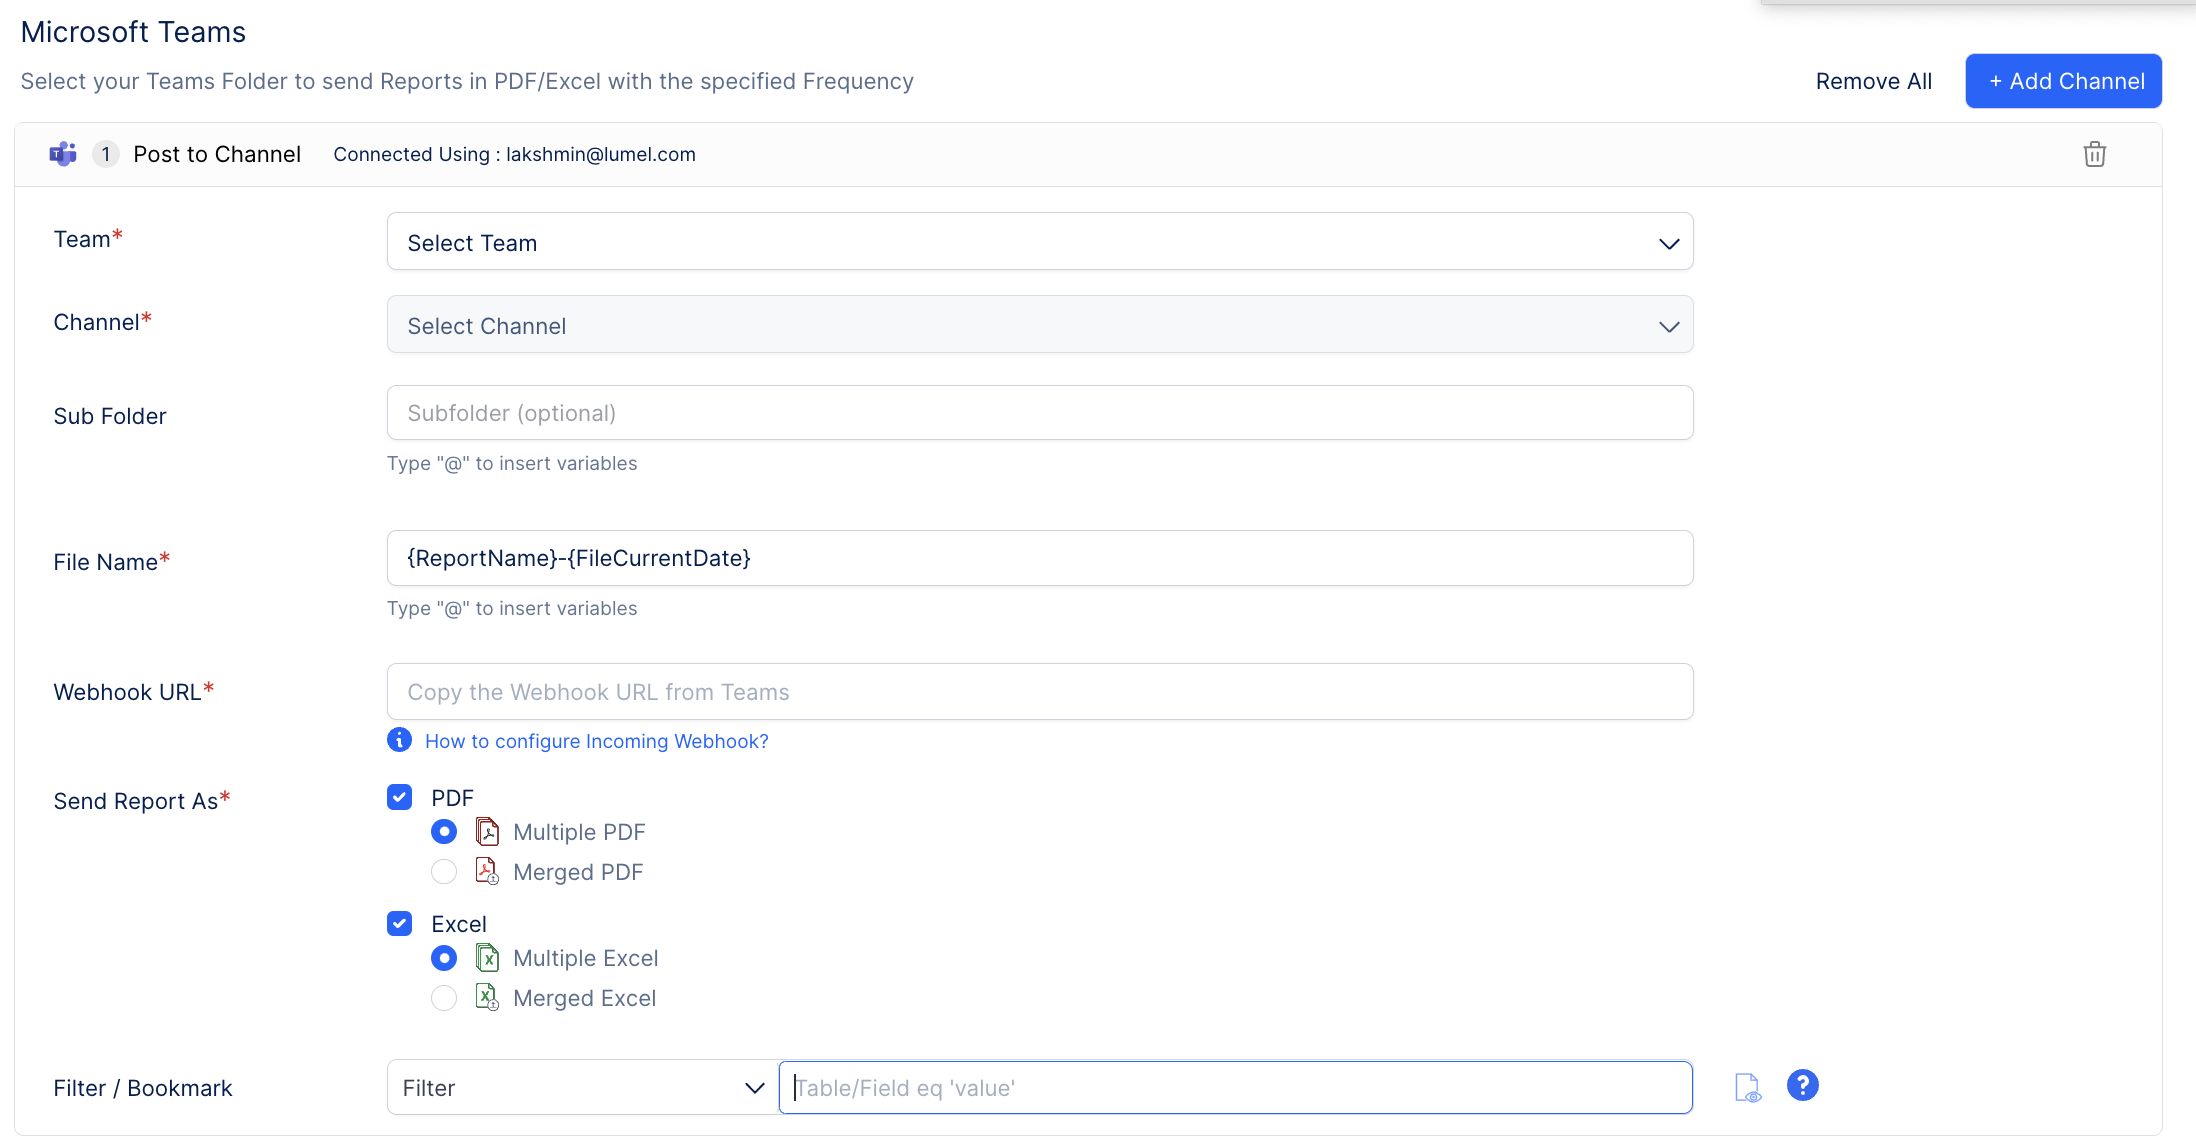 Microsoft Teams
Select your Teams Folder to send Reports in PDF/Excel with the specified Frequency
Remove All
+ Add Channel
1 Post to Channel Connected Using : lakshmin@lumel.com
Team*
Select Team
Channel*
Select Channel
Sub Folder
Subfolder (optional)
Type "@" to insert variables
File Name*
{ReportName}-{FileCurrentDate}
Type "@" to insert variables
Webhook URL*
Copy the Webhook URL from Teams
How to configure Incoming Webhook?
Send Report As*
PDF
Multiple PDF
Merged PDF
Excel
Multiple Excel
Merged Excel
Filter / Bookmark
Filter
Table/Field eq 'value'
?